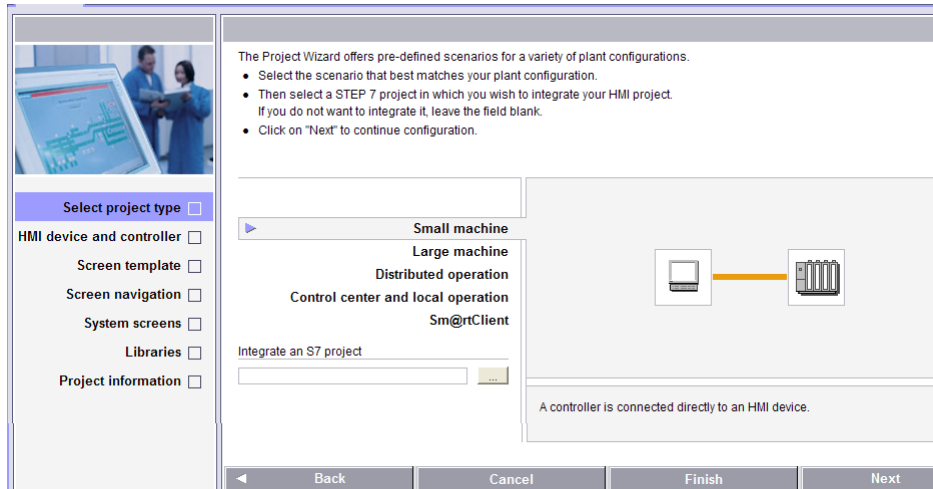 The Project Wizard offers pre-defined scenarios for a variety of plant configurations.
● Select the scenario that best matches your plant configuration.
● Then select a STEP 7 project in which you wish to integrate your HMI project.
If you do not want to integrate it, leave the field blank.
● Click on "Next" to continue configuration.
Select project type
HMI device and controller
Screen template
Screen navigation
System screens
Libraries
Project information
Small machine
Large machine
Distributed operation
Control center and local operation
Sm@rtClient
Integrate an S7 project
...
A controller is connected directly to an HMI device.
Back
Cancel
Finish
Next